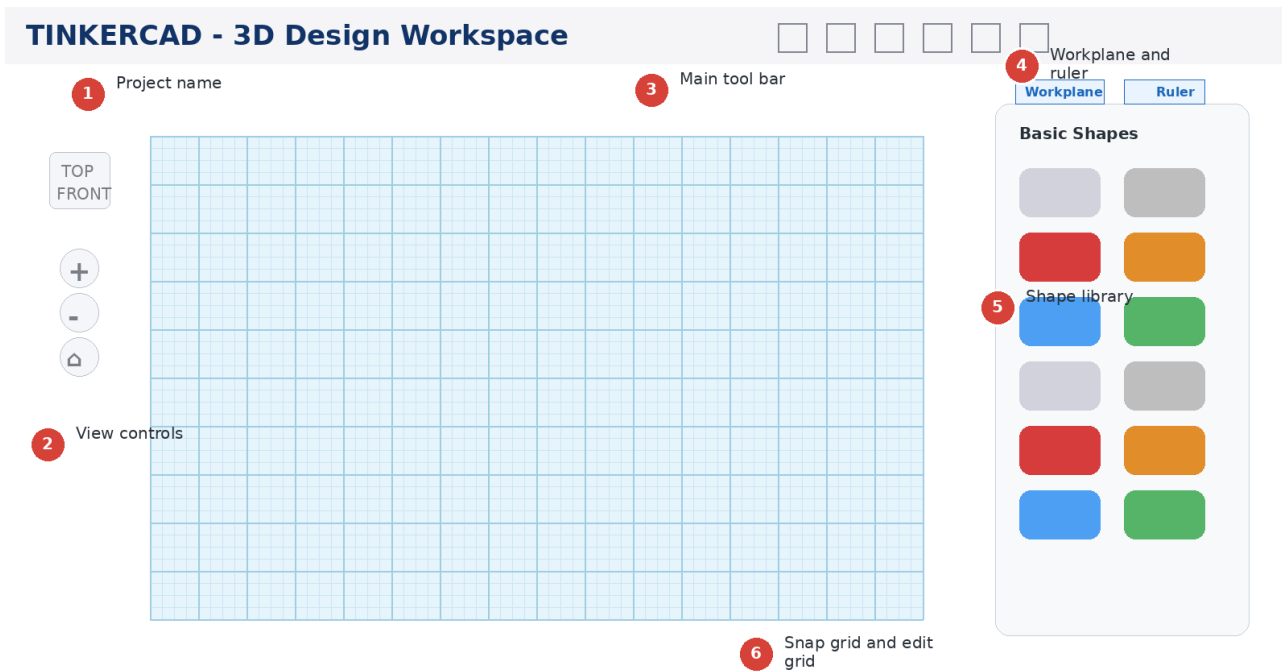 TINKERCAD - 3D Design Workspace
1 Project name
3 Main tool bar
4 Workplane and
ruler
Workplane Ruler
Basic Shapes
TOP
FRONT
+
-
⌂
5 Shape library
2 View controls
6 Snap grid and edit
grid